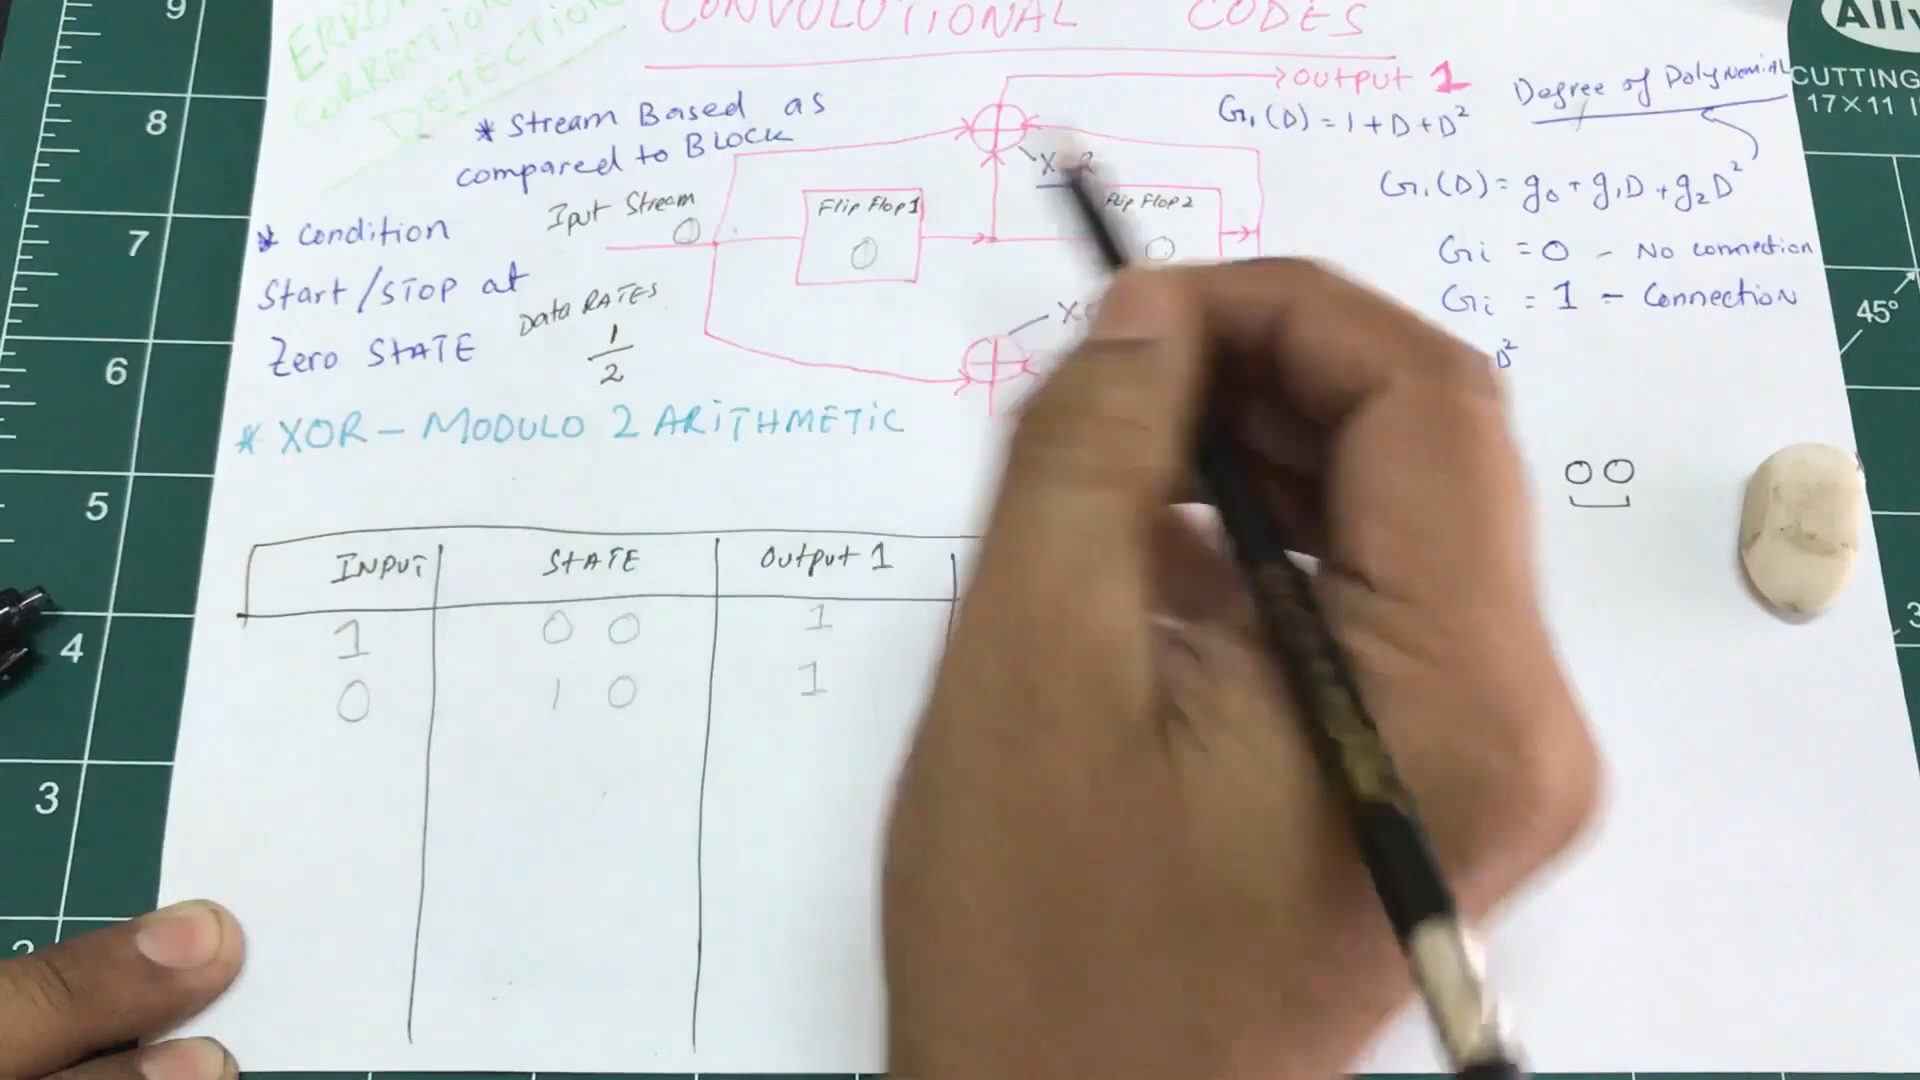 CONVOLUTIONAL CODES
ERRO
CORRECTION
DETECTION
* Stream Based as
compared to BLOCK
* Condition
Start/STOP at
Zero STATE
Iput Stream
0
Data RATES
1
2
Flip Flop 1
0
Flip Flop 2
0
output 1
G1(D) = 1 + D + D²
Degree of Polynomial
G1(D) = g0 + g1D + g2D²
Gi = 0 - No connection
Gi = 1 - Connection
D²
* XOR - MODULO 2 ARITHMETIC
INPUT STATE Output 1
1 0 0 1
0 1 0 1
CUTTING
17 X 11
45°
9
8
7
6
5
4
3